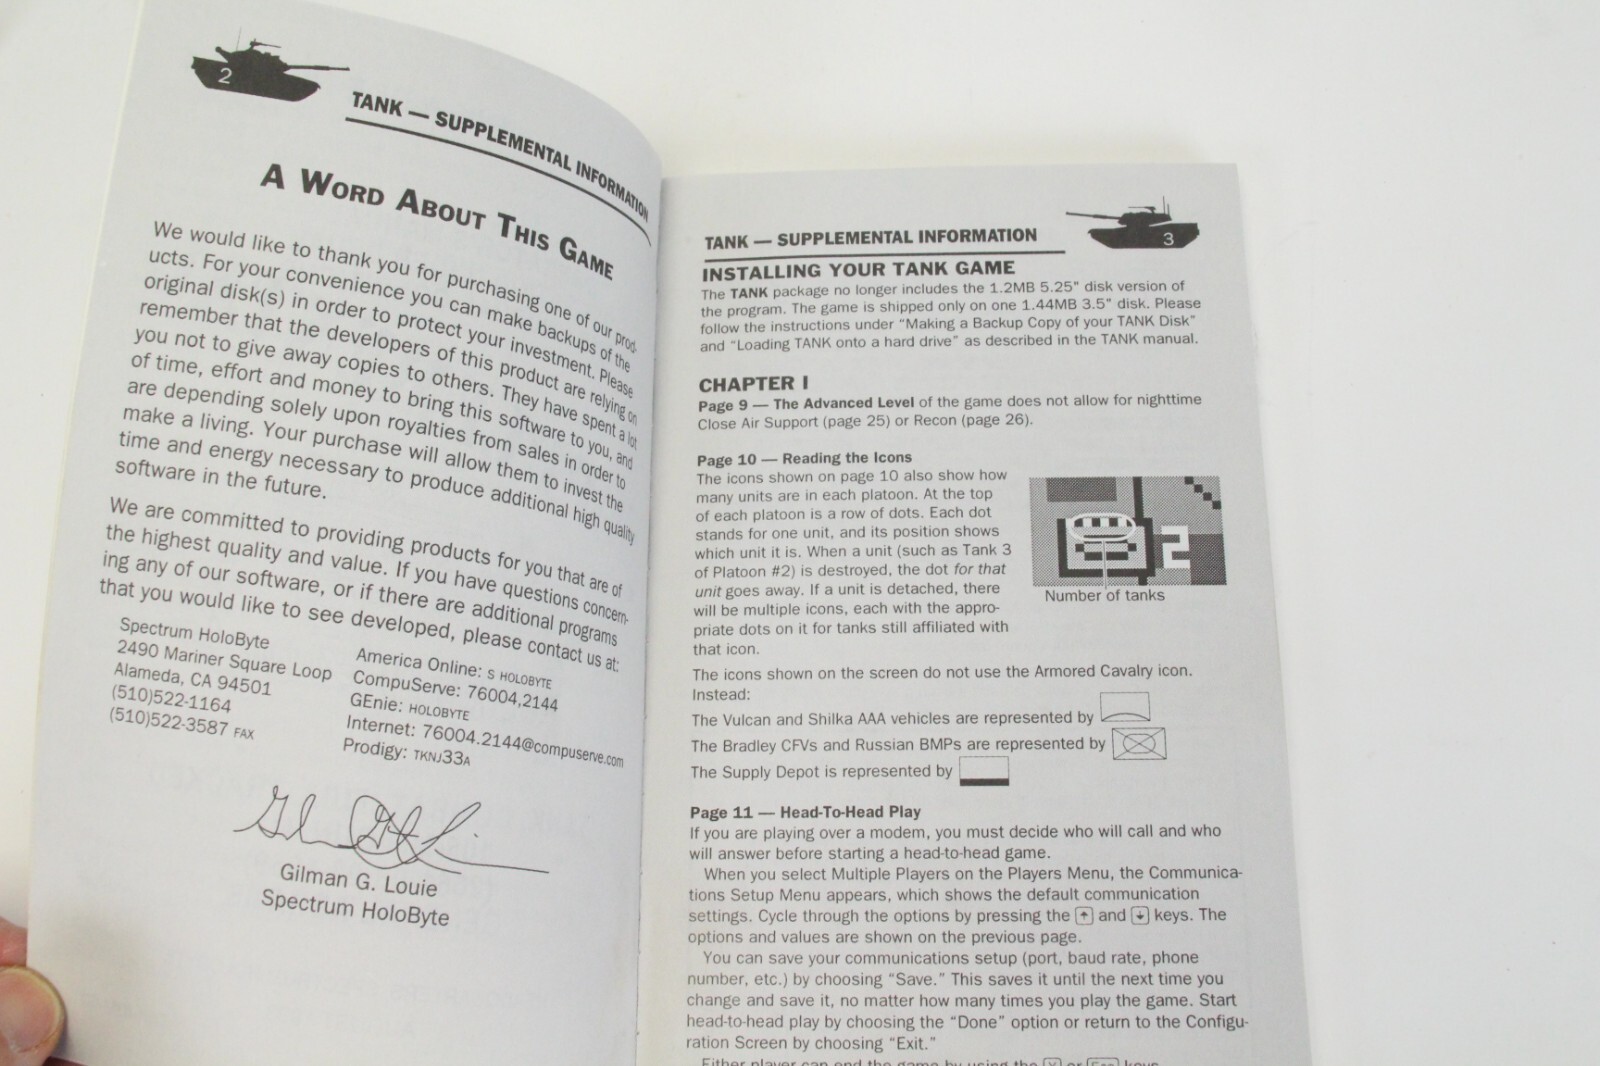 2
TANK — SUPPLEMENTAL INFORMATION
A WORD ABOUT THIS GAME
We would like to thank you for purchasing one of our prod-
ucts. For your convenience you can make backups of the
original disk(s) in order to protect your investment. Please
remember that the developers of this product are relying on
you not to give away copies to others. They have spent a lot
of time, effort and money to bring this software to you, and
are depending solely upon royalties from sales in order to
make a living. Your purchase will allow them to invest the
time and energy necessary to produce additional high quality
software in the future.
We are committed to providing products for you that are of
the highest quality and value. If you have questions concern-
ing any of our software, or if there are additional programs
that you would like to see developed, please contact us at:
Spectrum HoloByte
2490 Mariner Square Loop
Alameda, CA 94501
(510)522-1164
(510)522-3587 FAX
America Online: S HOLOBYTE
CompuServe: 76004,2144
GEnie: HOLOBYTE
Internet: 76004.2144@compuserve.com
Prodigy: TKNJ33A
Gilman G. Louie
Spectrum HoloByte
TANK — SUPPLEMENTAL INFORMATION
3
INSTALLING YOUR TANK GAME
The TANK package no longer includes the 1.2MB 5.25" disk version of
the program. The game is shipped only on one 1.44MB 3.5" disk. Please
follow the instructions under “Making a Backup Copy of your TANK Disk”
and “Loading TANK onto a hard drive” as described in the TANK manual.
CHAPTER I
Page 9 — The Advanced Level of the game does not allow for nighttime
Close Air Support (page 25) or Recon (page 26).
Page 10 — Reading the Icons
The icons shown on page 10 also show how
many units are in each platoon. At the top
of each platoon is a row of dots. Each dot
stands for one unit, and its position shows
which unit it is. When a unit (such as Tank 3
of Platoon #2) is destroyed, the dot for that
unit goes away. If a unit is detached, there
will be multiple icons, each with the appro-
priate dots on it for tanks still affiliated with
that icon.
2
Number of tanks
The icons shown on the screen do not use the Armored Cavalry icon.
Instead:
The Vulcan and Shilka AAA vehicles are represented by
The Bradley CFVs and Russian BMPs are represented by
The Supply Depot is represented by
Page 11 — Head-To-Head Play
If you are playing over a modem, you must decide who will call and who
will answer before starting a head-to-head game.
When you select Multiple Players on the Players Menu, the Communica-
tions Setup Menu appears, which shows the default communication
settings. Cycle through the options by pressing the ↑ and ↓ keys. The
options and values are shown on the previous page.
You can save your communications setup (port, baud rate, phone
number, etc.) by choosing “Save.” This saves it until the next time you
change and save it, no matter how many times you play the game. Start
head-to-head play by choosing the “Done” option or return to the Configu-
ration Screen by choosing “Exit.”
Either player can end the game by using the or keys